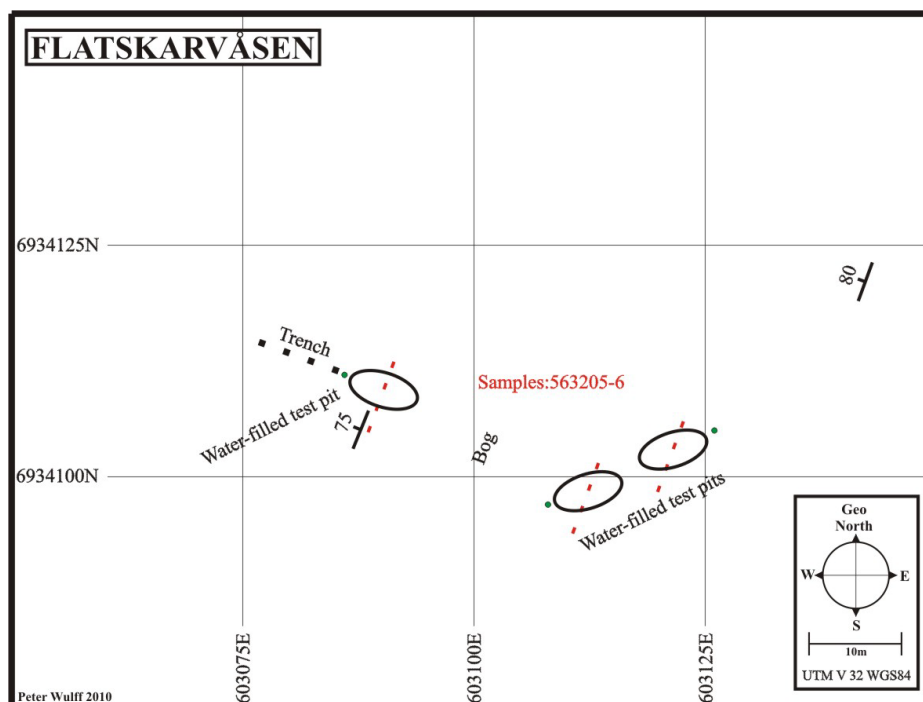 FLATSKARVÅSEN
6934125N
80
Trench
Samples:563205-6
Water-filled test pit
75
Bog
6934100N
Water-filled test pits
Geo
North
W
E
S
10m
UTM V 32 WGS84
603075E
603100E
603125E
Peter Wulff 2010